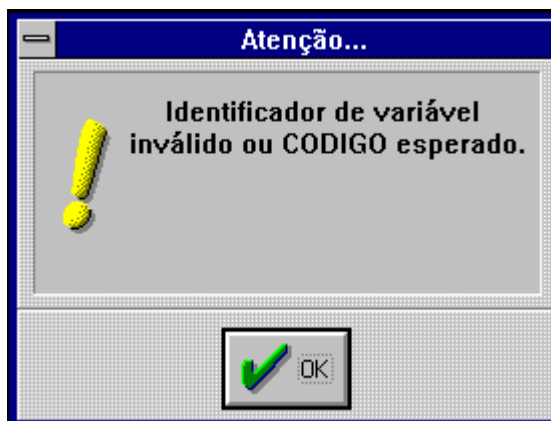 Atenção...
Identificador de variável
inválido ou CODIGO esperado.
OK